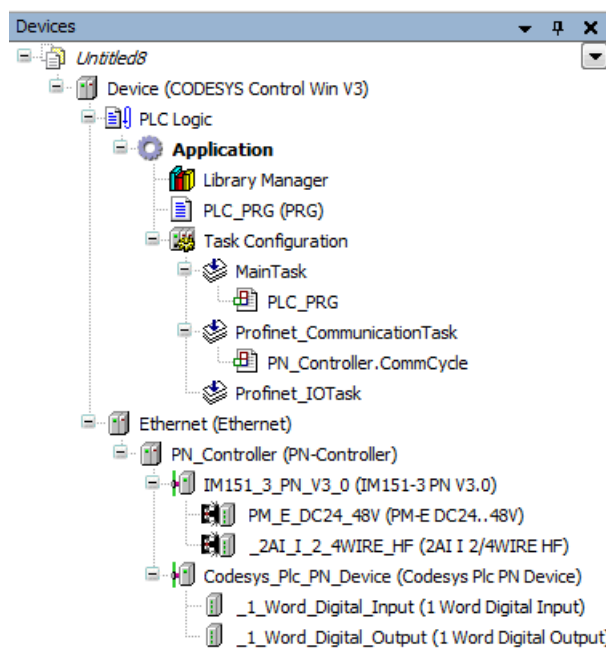 Devices
Untitled8
Device (CODESYS Control Win V3)
PLC Logic
Application
Library Manager
PLC_PRG (PRG)
Task Configuration
MainTask
PLC_PRG
Profinet_CommunicationTask
PN_Controller.CommCycle
Profinet_IOTask
Ethernet (Ethernet)
PN_Controller (PN-Controller)
IM151_3_PN_V3_0 (IM151-3 PN V3.0)
PM_E_DC24_48V (PM-E DC24..48V)
_2AI_I_2_4WIRE_HF (2AI I 2/4WIRE HF)
Codesys_Plc_PN_Device (Codesys Plc PN Device)
_1_Word_Digital_Input (1 Word Digital Input)
_1_Word_Digital_Output (1 Word Digital Output)